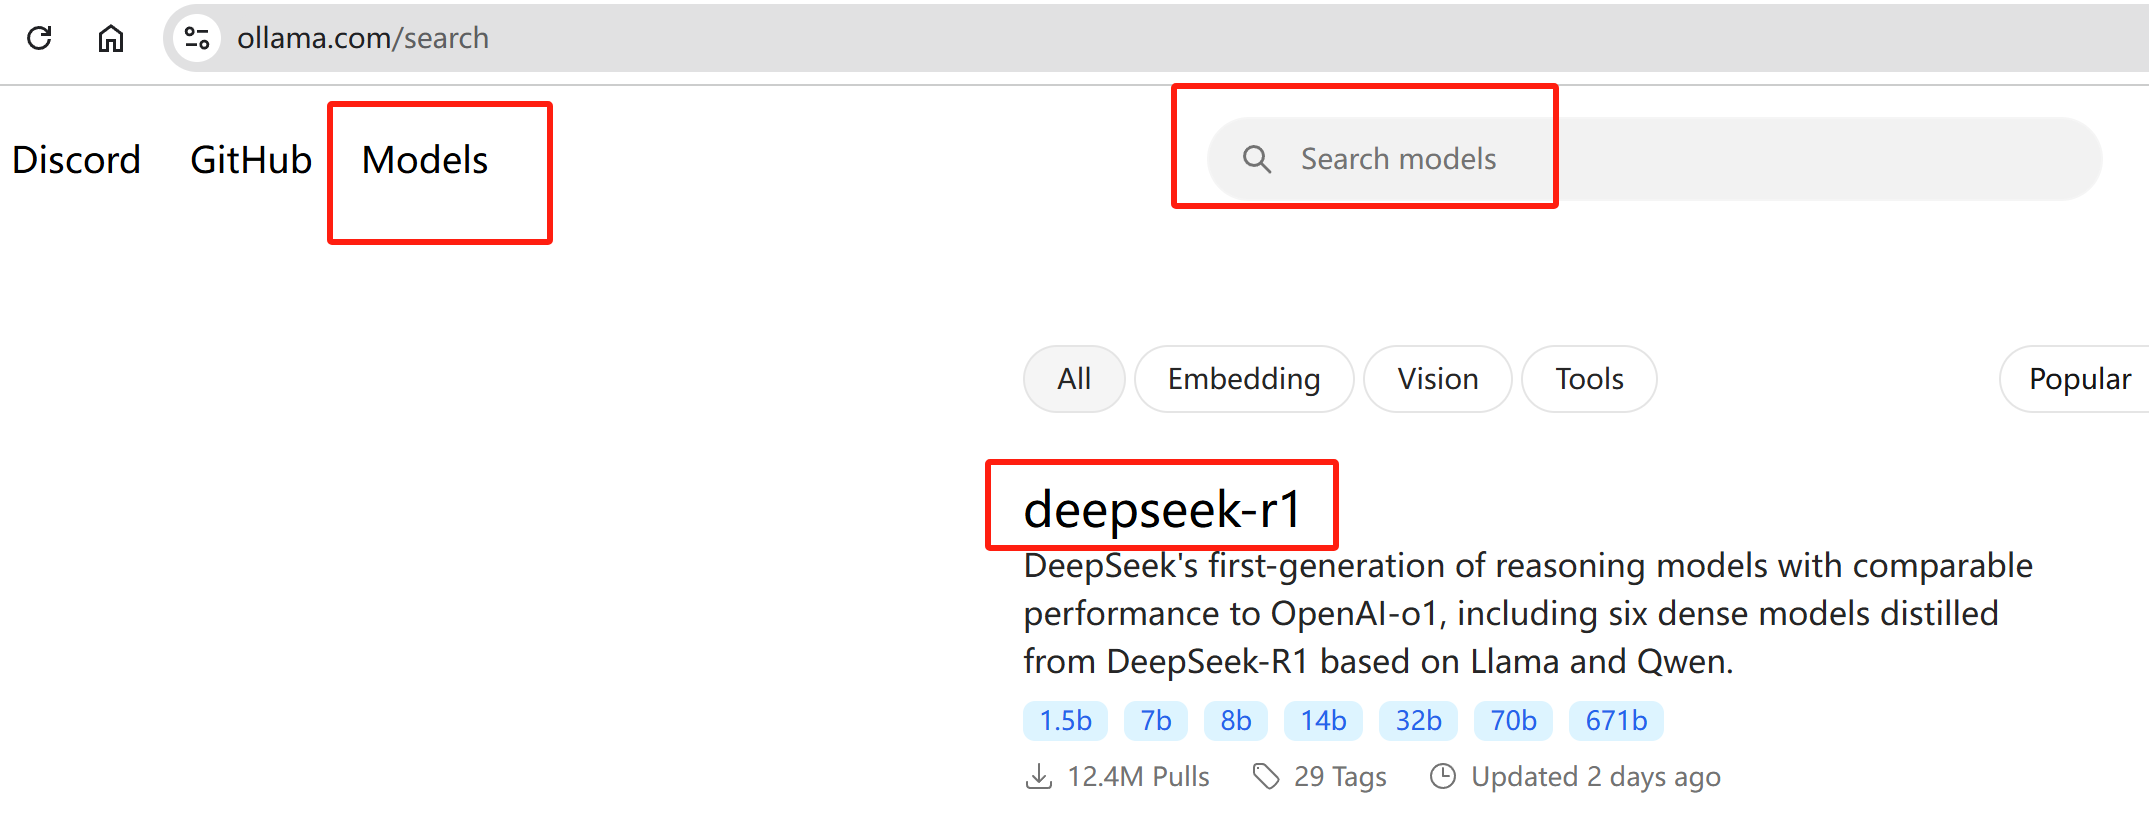 ollama.com/search
Discord GitHub Models Search models
All Embedding Vision Tools Popular
deepseek-r1
DeepSeek's first-generation of reasoning models with comparable
performance to OpenAI-o1, including six dense models distilled
from DeepSeek-R1 based on Llama and Qwen.
1.5b 7b 8b 14b 32b 70b 671b
12.4M Pulls 29 Tags Updated 2 days ago